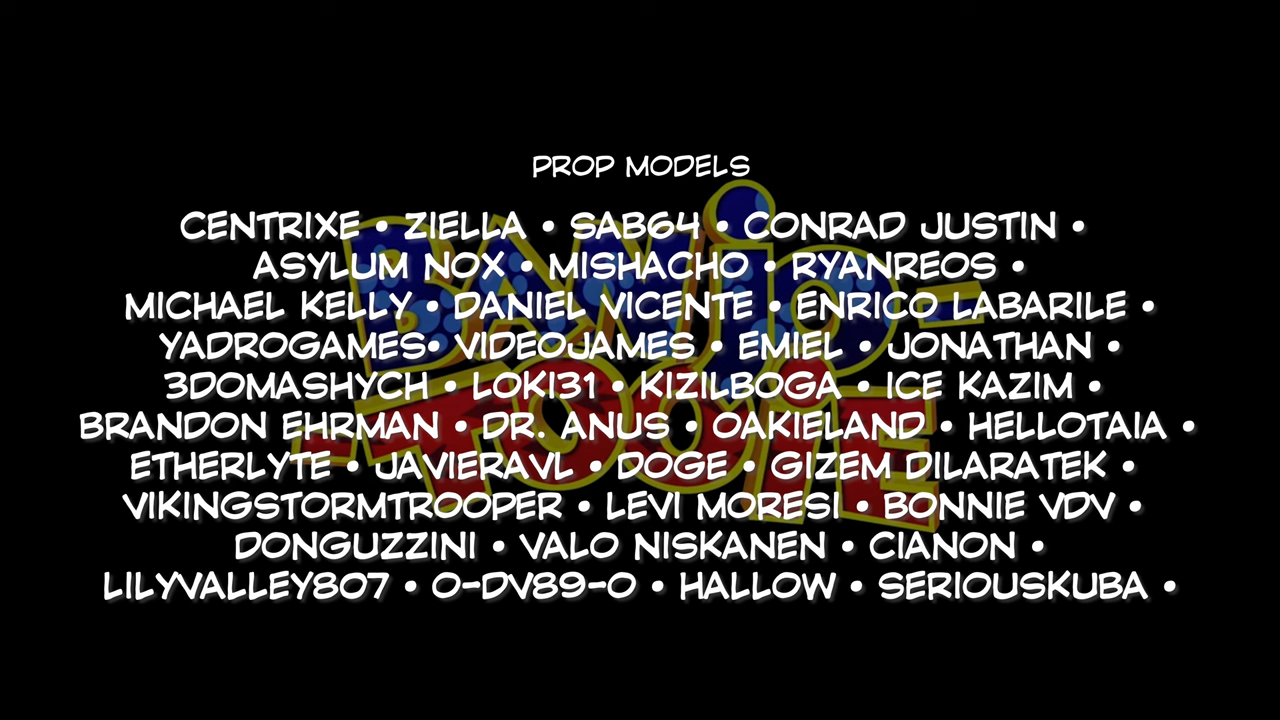 PROP MODELS
CENTRIXE • ZIELLA • SAB64 • CONRAD JUSTIN •
ASYLUM NOX • MISHACHO • RYANREOS •
MICHAEL KELLY • DANIEL VICENTE • ENRICO LABARILE •
YADROGAMES• VIDEOJAMES • EMIEL • JONATHAN •
3DOMASHYCH • LOKI31 • KIZILBOGA • ICE KAZIM •
BRANDON EHRMAN • DR. ANUS • OAKIELAND • HELLOTAIA •
ETHERLYTE • JAVIERAVL • DOGE • GIZEM DILARATEK •
VIKINGSTORMTROOPER • LEVI MORESI • BONNIE VDV •
DONGUZZINI • VALO NISKANEN • CIANON •
LILYVALLEY807 • O-DV89-O • HALLOW • SERIOUSKUBA •
BANJO-
TOOIE